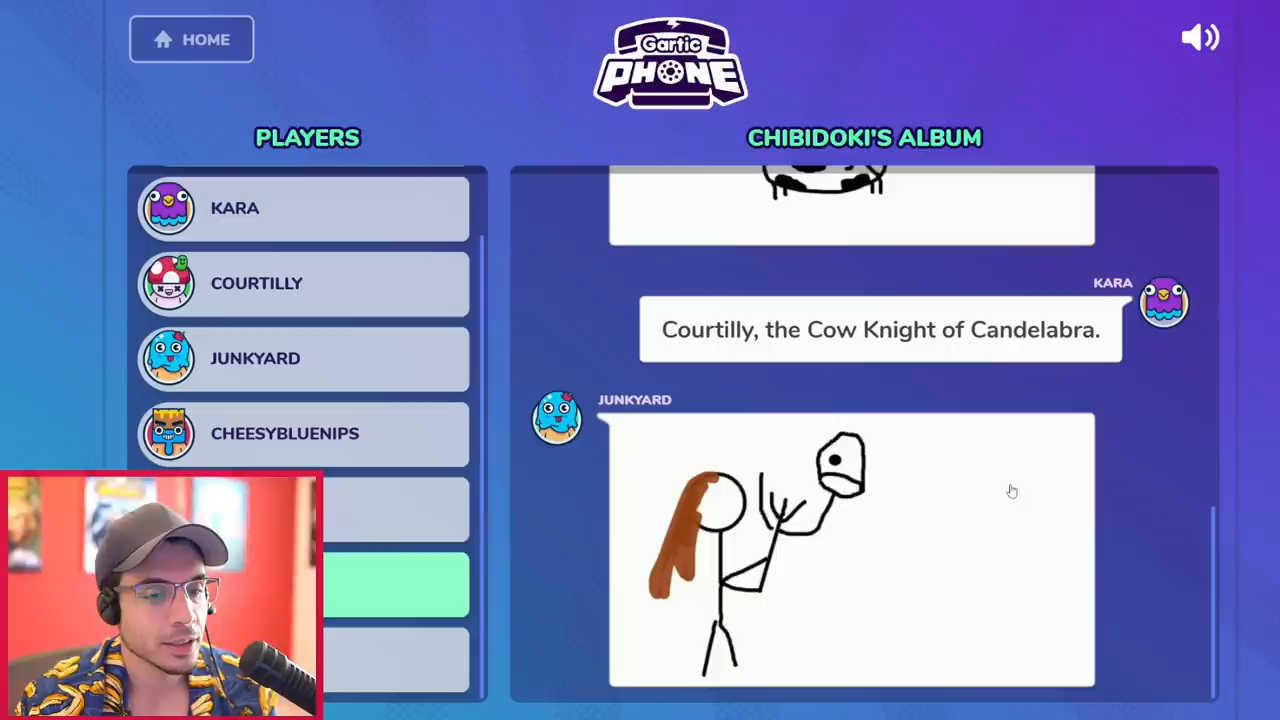 HOME
Gartic
PHONE
PLAYERS
CHIBIDOKI'S ALBUM
KARA
COURTILLY
JUNKYARD
CHEESYBLUENIPS
KARA
Courtilly, the Cow Knight of Candelabra.
JUNKYARD